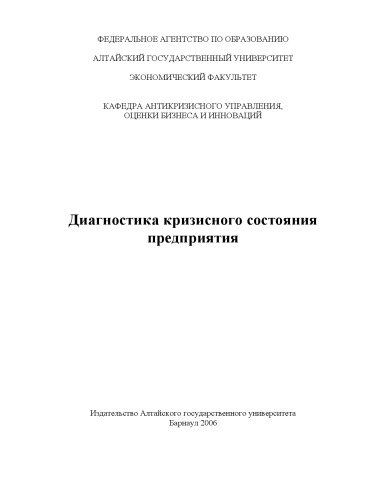 ФЕДЕРАЛЬНОЕ АГЕНТСТВО ПО ОБРАЗОВАНИЮ
АЛТАЙСКИЙ ГОСУДАРСТВЕННЫЙ УНИВЕРСИТЕТ
ЭКОНОМИЧЕСКИЙ ФАКУЛЬТЕТ
КАФЕДРА АНТИКРИЗИСНОГО УПРАВЛЕНИЯ,
ОЦЕНКИ БИЗНЕСА И ИННОВАЦИЙ
Диагностика кризисного состояния
предприятия
Издательство Алтайского государственного университета
Барнаул 2006